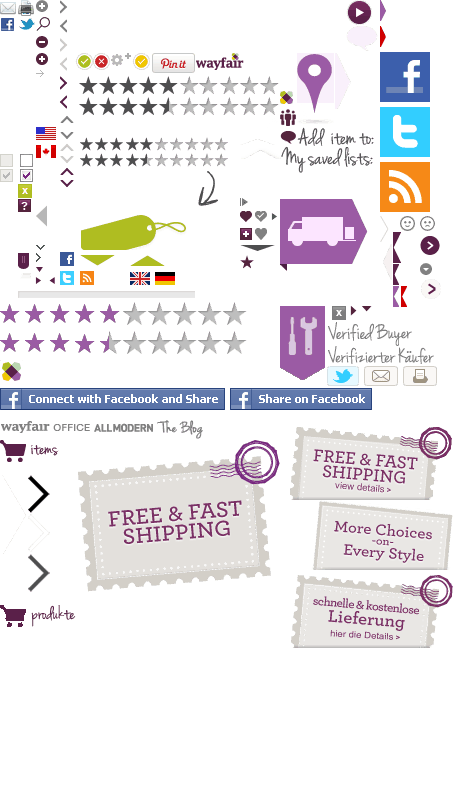 Pin it
wayfair
Add item to:
My saved lists:
Verified Buyer
Verifizierter Käufer
Connect with Facebook and Share
Share on Facebook
wayfair OFFICE ALLMODERN The Blog
items
FREE & FAST
SHIPPING
view details >
FREE & FAST
SHIPPING
More Choices
-on-
Every Style
schnelle & kostenlose
Lieferung
hier die Details >
produkte